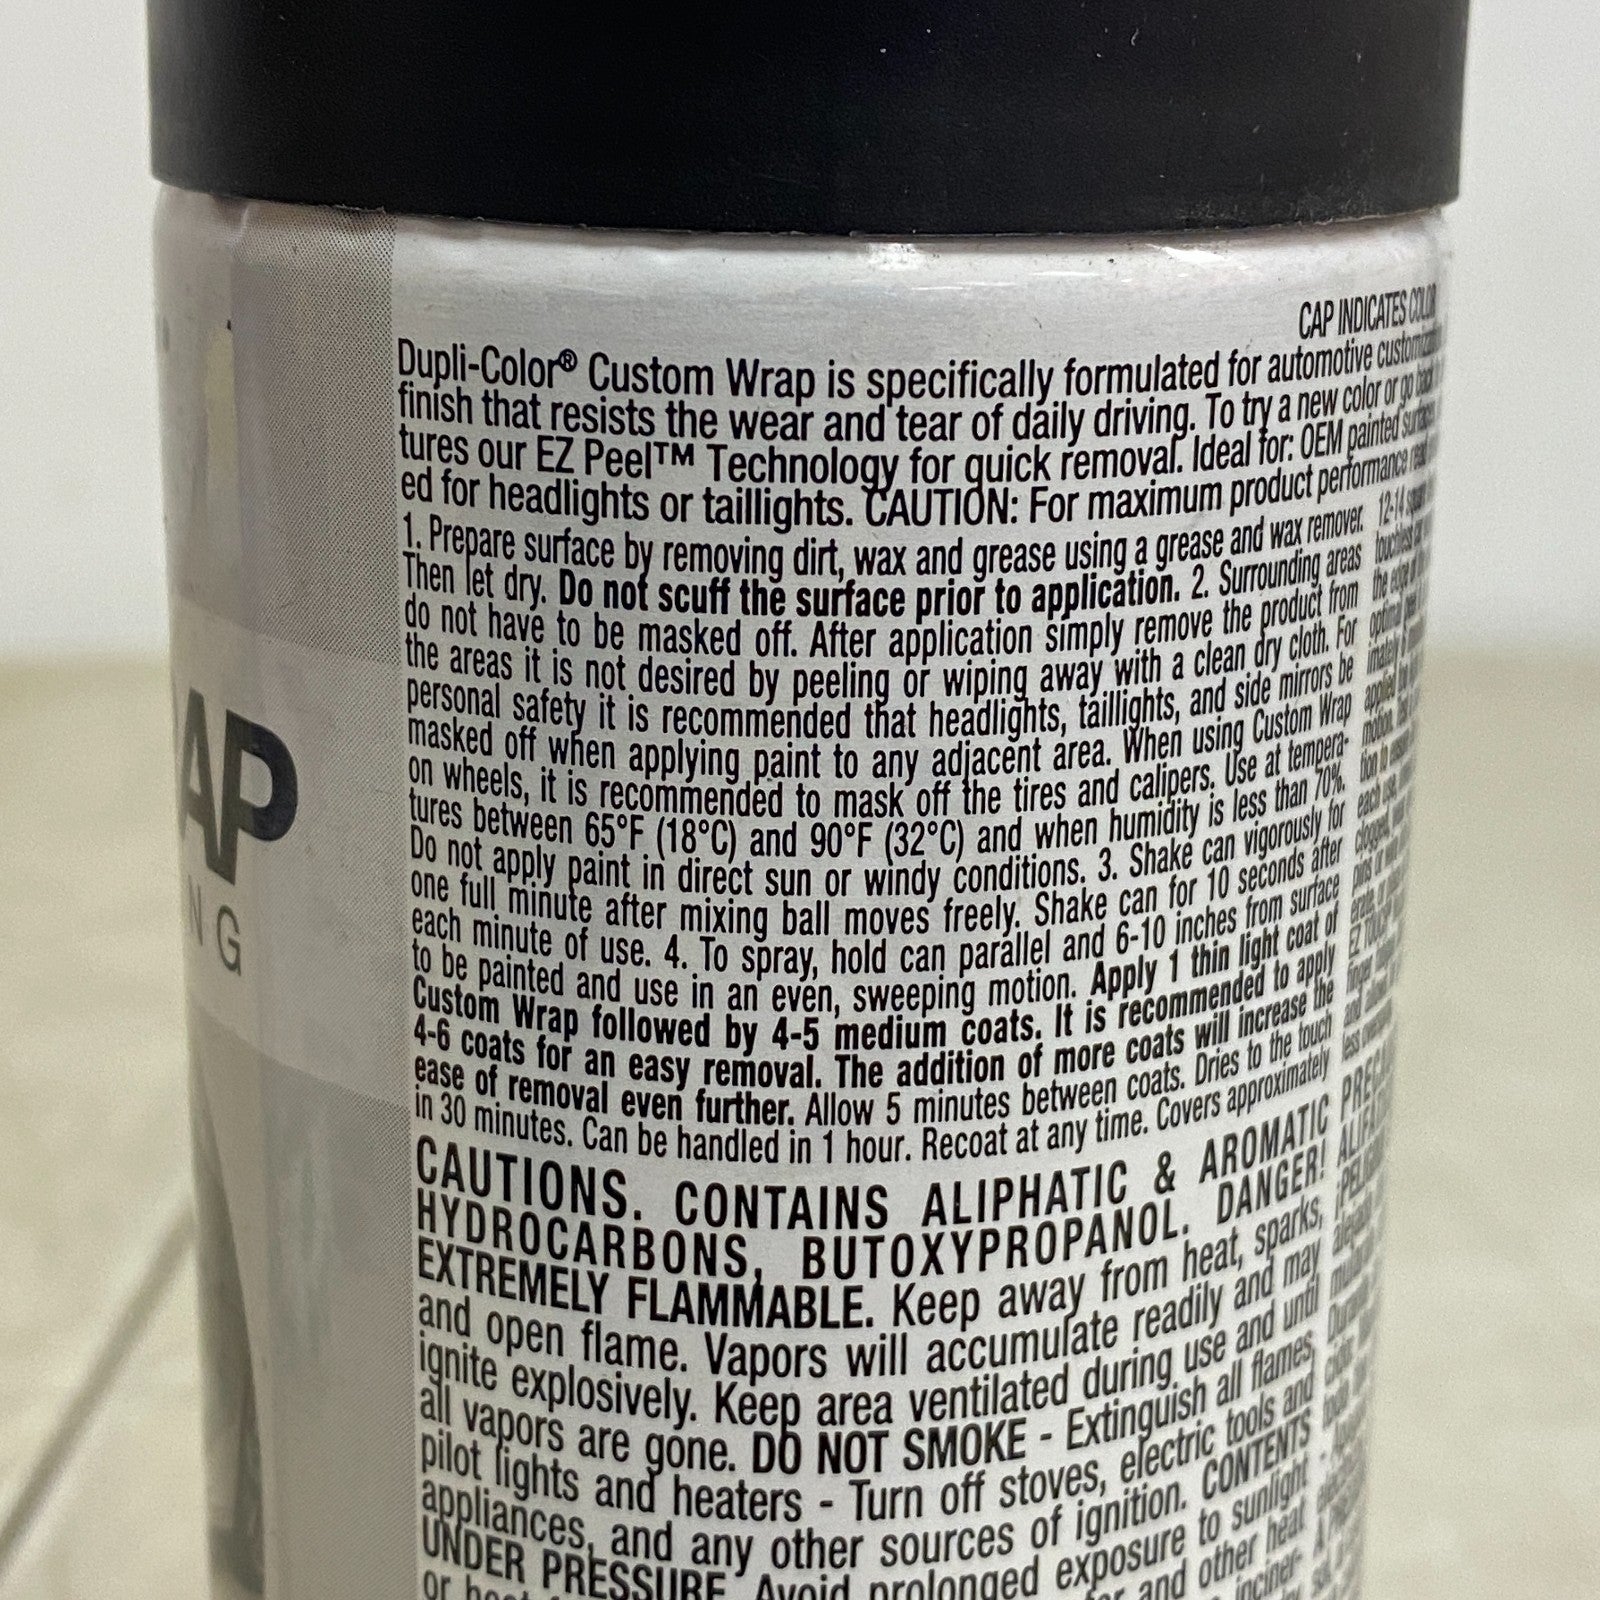 CAP INDICATES COLOR
Dupli-Color® Custom Wrap is specifically formulated for automotive
finish that resists the wear and tear of daily driving. To try a new color or go back
tures our EZ Peel™ Technology for quick removal. Ideal for: OEM painted
ed for headlights or taillights. CAUTION: For maximum product performance
1. Prepare surface by removing dirt, wax and grease using a grease and wax remover.
Then let dry. Do not scuff the surface prior to application. 2. Surrounding areas
do not have to be masked off. After application simply remove the product from
the areas it is not desired by peeling or wiping away with a clean dry cloth. For
personal safety it is recommended that headlights, taillights, and side mirrors be
masked off when applying paint to any adjacent area. When using Custom Wrap
on wheels, it is recommended to mask off the tires and calipers. Use at tempera-
tures between 65°F (18°C) and 90°F (32°C) and when humidity is less than 70%.
Do not apply paint in direct sun or windy conditions. 3. Shake can vigorously for
one full minute after mixing ball moves freely. Shake can for 10 seconds after
each minute of use. 4. To spray, hold can parallel and 6-10 inches from surface
to be painted and use in an even, sweeping motion. Apply 1 thin light coat of
Custom Wrap followed by 4-5 medium coats. It is recommended to apply
4-6 coats for an easy removal. The addition of more coats will increase the
ease of removal even further. Allow 5 minutes between coats. Dries to the touch
in 30 minutes. Can be handled in 1 hour. Recoat at any time. Covers approximately
12-14
CAUTIONS. CONTAINS ALIPHATIC & AROMATIC
HYDROCARBONS, BUTOXYPROPANOL. DANGER!
EXTREMELY FLAMMABLE. Keep away from heat, sparks,
and open flame. Vapors will accumulate readily and may
ignite explosively. Keep area ventilated during use and until
all vapors are gone. DO NOT SMOKE - Extinguish all flames,
pilot lights and heaters - Turn off stoves, electric tools and
appliances, and any other sources of ignition. CONTENTS
UNDER PRESSURE. Avoid prolonged exposure to sunlight
and other heat
inciner-
AP
NG